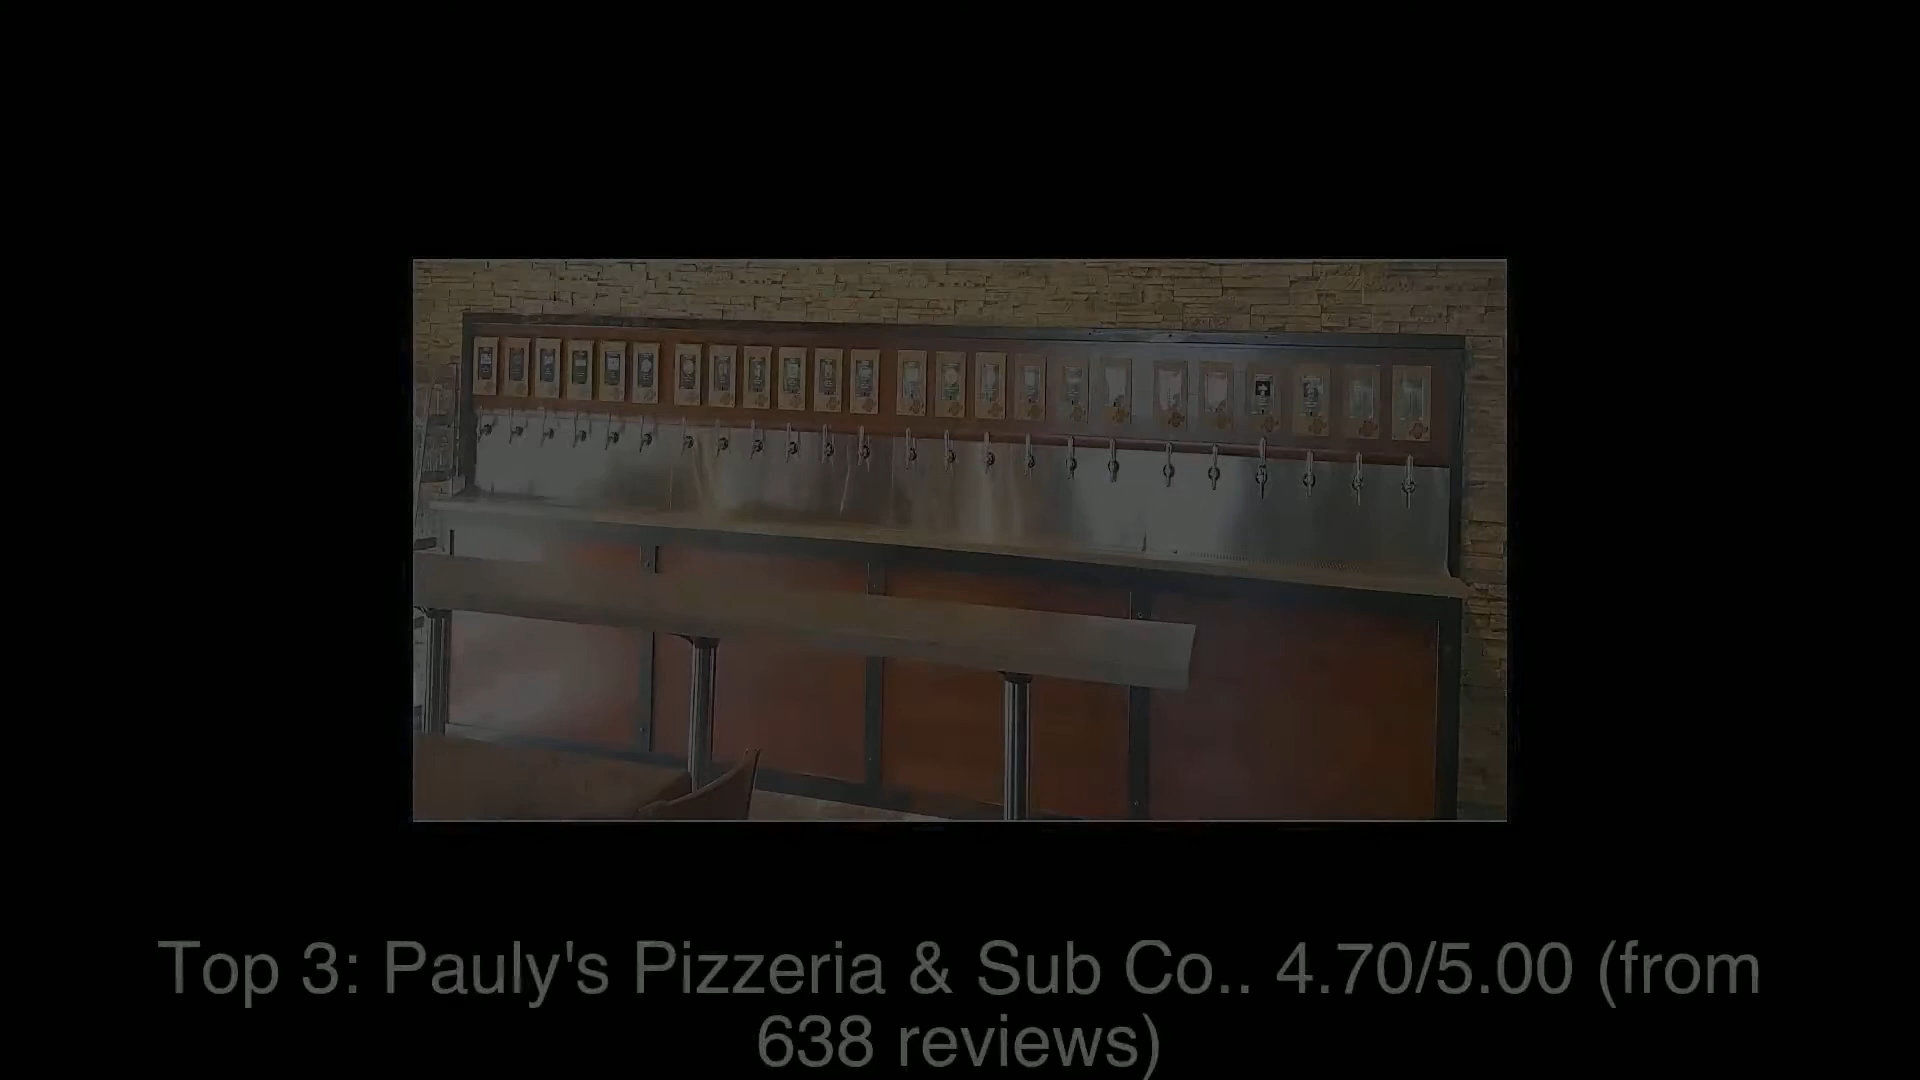 Top 3: Pauly's Pizzeria & Sub Co.. 4.70/5.00 (from
638 reviews)